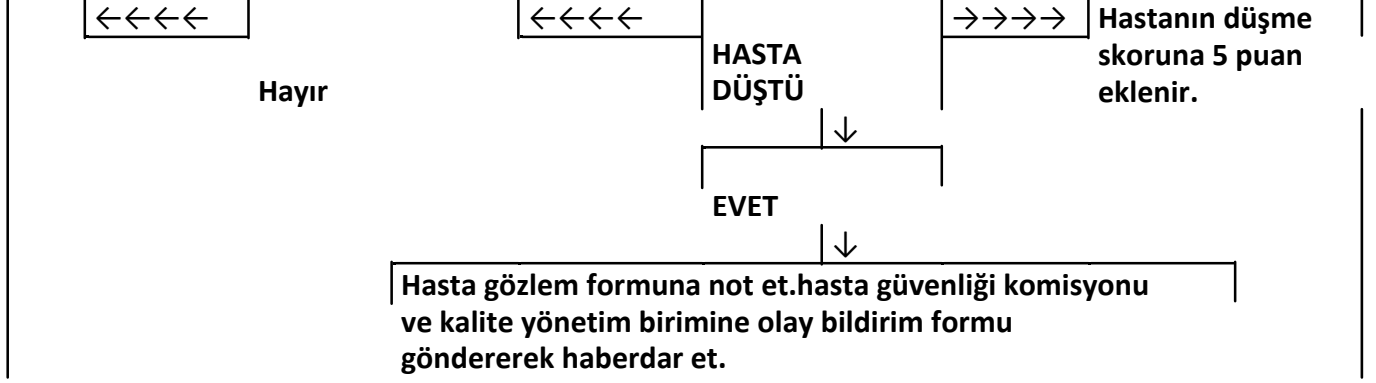 ←←←←
←←←←
→→→→
Hastanın düşme
skoruna 5 puan
eklenir.
HASTA
DÜŞTÜ
Hayır
↓
EVET
↓
Hasta gözlem formuna not et.hasta güvenliği komisyonu
ve kalite yönetim birimine olay bildirim formu
göndererek haberdar et.